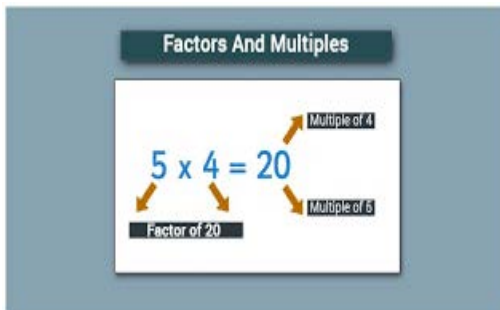 Factors And Multiples
Multiple of 4
5 x 4 = 20
Multiple of 5
Factor of 20